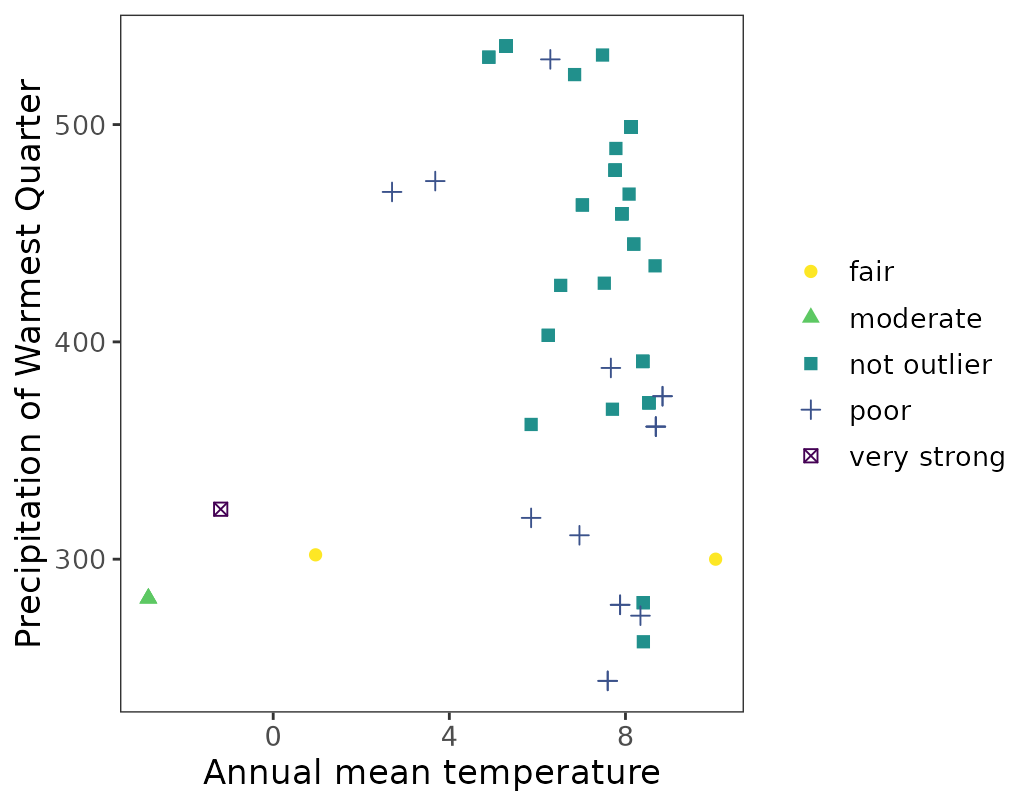 Precipitation of Warmest Quarter
500
400
300
0 4 8
Annual mean temperature
fair
moderate
not outlier
poor
very strong